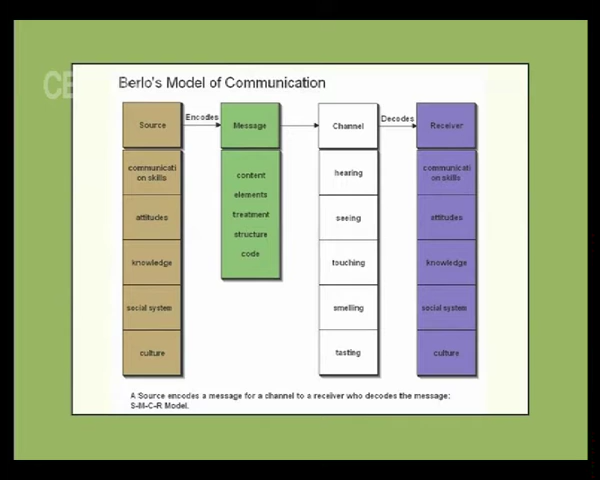 CE
Berlo's Model of Communication
Source
Encodes
Message
Channel
Decodes
Receiver
communicati
on skills
attitudes
knowledge
social system
culture
content
elements
treatment
structure
code
hearing
seeing
touching
smelling
tasting
communicati
on skills
attitudes
knowledge
social system
culture
A Source encodes a message for a channel to a receiver who decodes the message:
S-M-C-R Model.